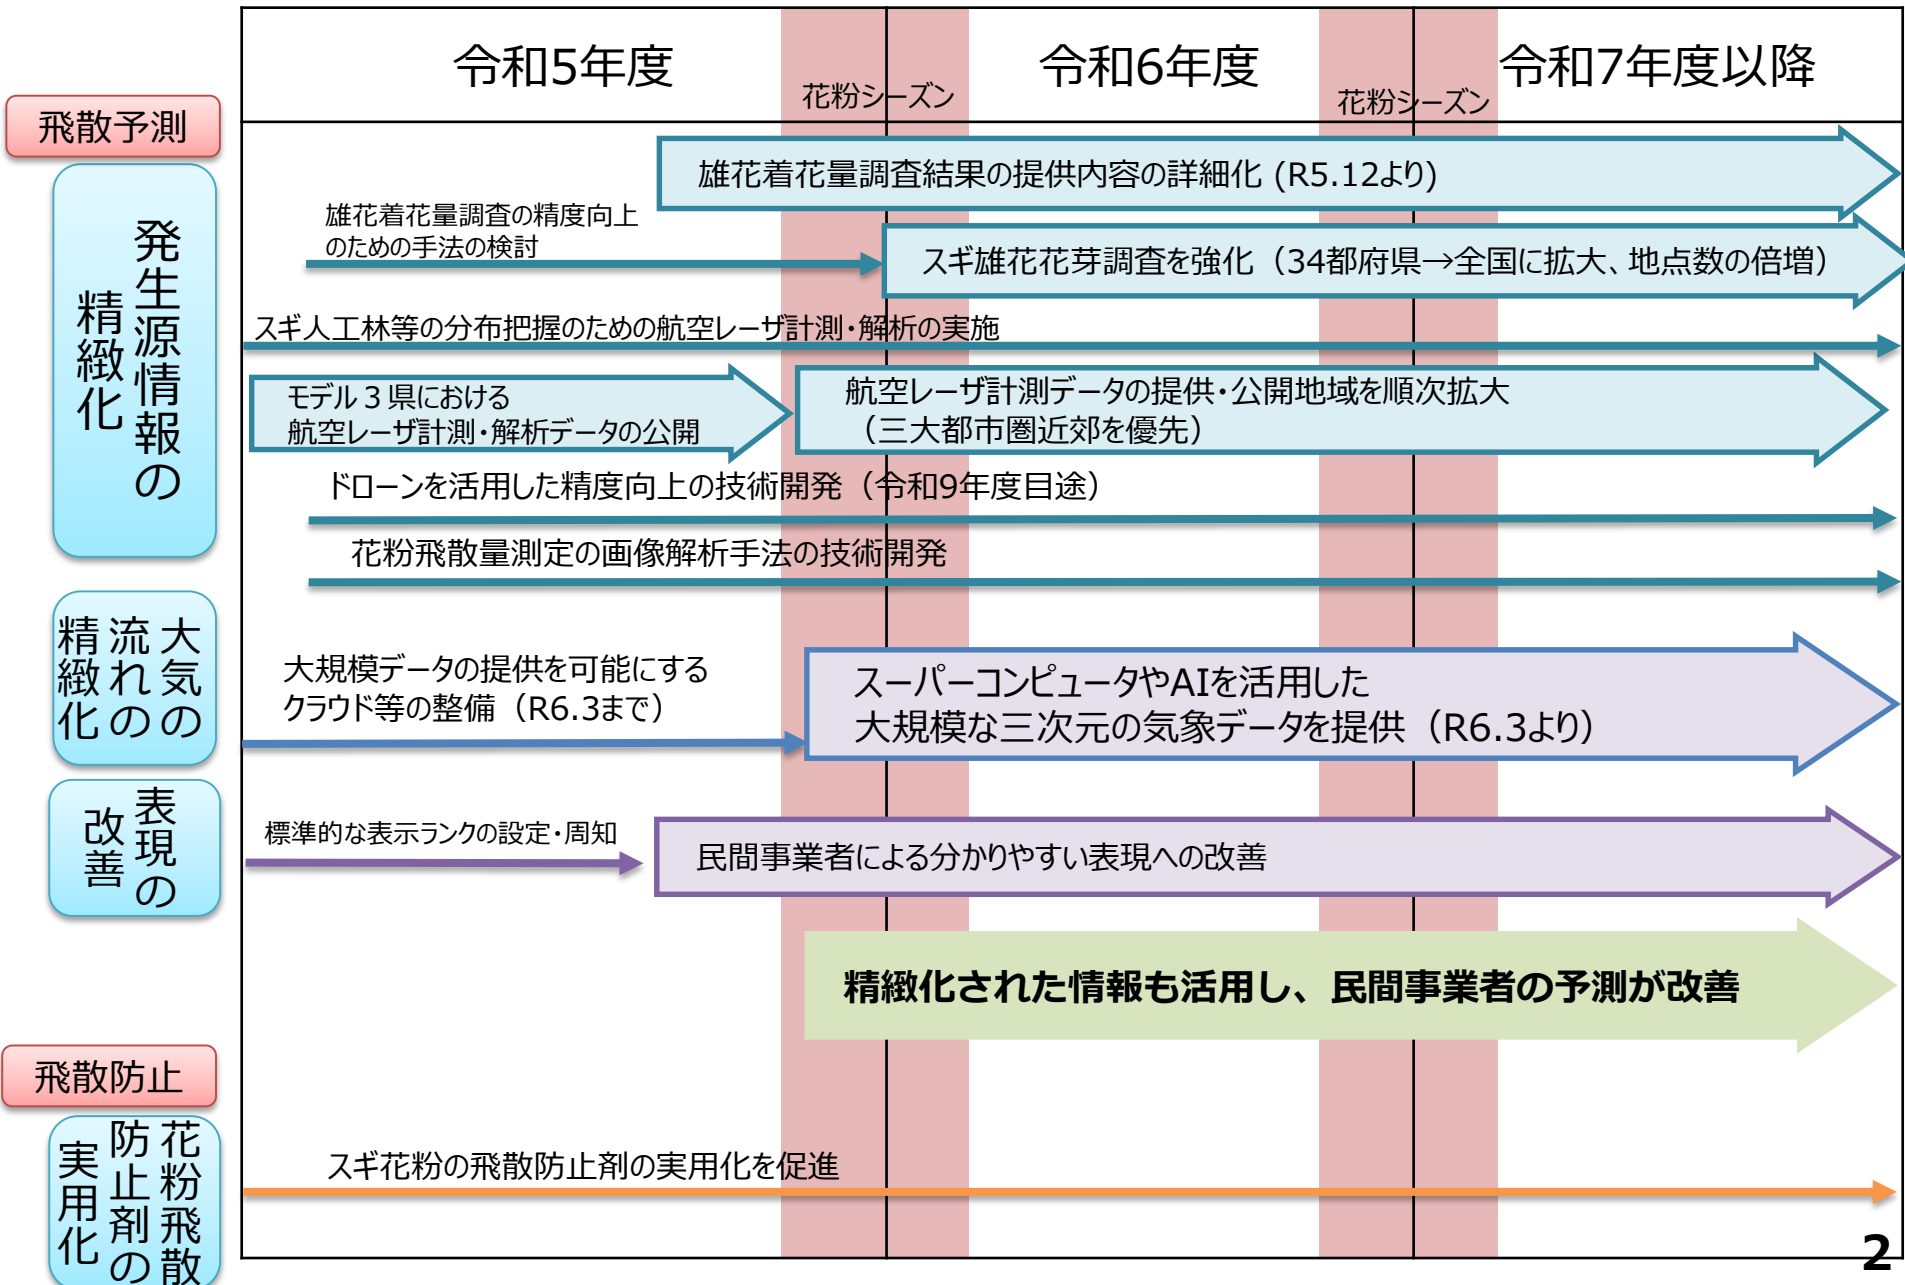 令和5年度
令和6年度
令和7年度以降
花粉シーズン
花粉シーズン
飛散予測
発生源情報の
精緻化
雄花着花量調査結果の提供内容の詳細化 (R5.12より)
雄花着花量調査の精度向上
のための手法の検討
スギ雄花花芽調査を強化（34都府県→全国に拡大、地点数の倍増）
スギ人工林等の分布把握のための航空レーザ計測・解析の実施
モデル３県における
航空レーザ計測・解析データの公開
航空レーザ計測データの提供・公開地域を順次拡大
（三大都市圏近郊を優先）
ドローンを活用した精度向上の技術開発（令和9年度目途）
花粉飛散量測定の画像解析手法の技術開発
大気の
流れの
精緻化
大規模データの提供を可能にする
クラウド等の整備（R6.3まで）
スーパーコンピュータやAIを活用した
大規模な三次元の気象データを提供（R6.3より）
表現の
改善
標準的な表示ランクの設定・周知
民間事業者による分かりやすい表現への改善
精緻化された情報も活用し、民間事業者の予測が改善
飛散防止
花粉飛散
防止剤の
実用化
スギ花粉の飛散防止剤の実用化を促進
2